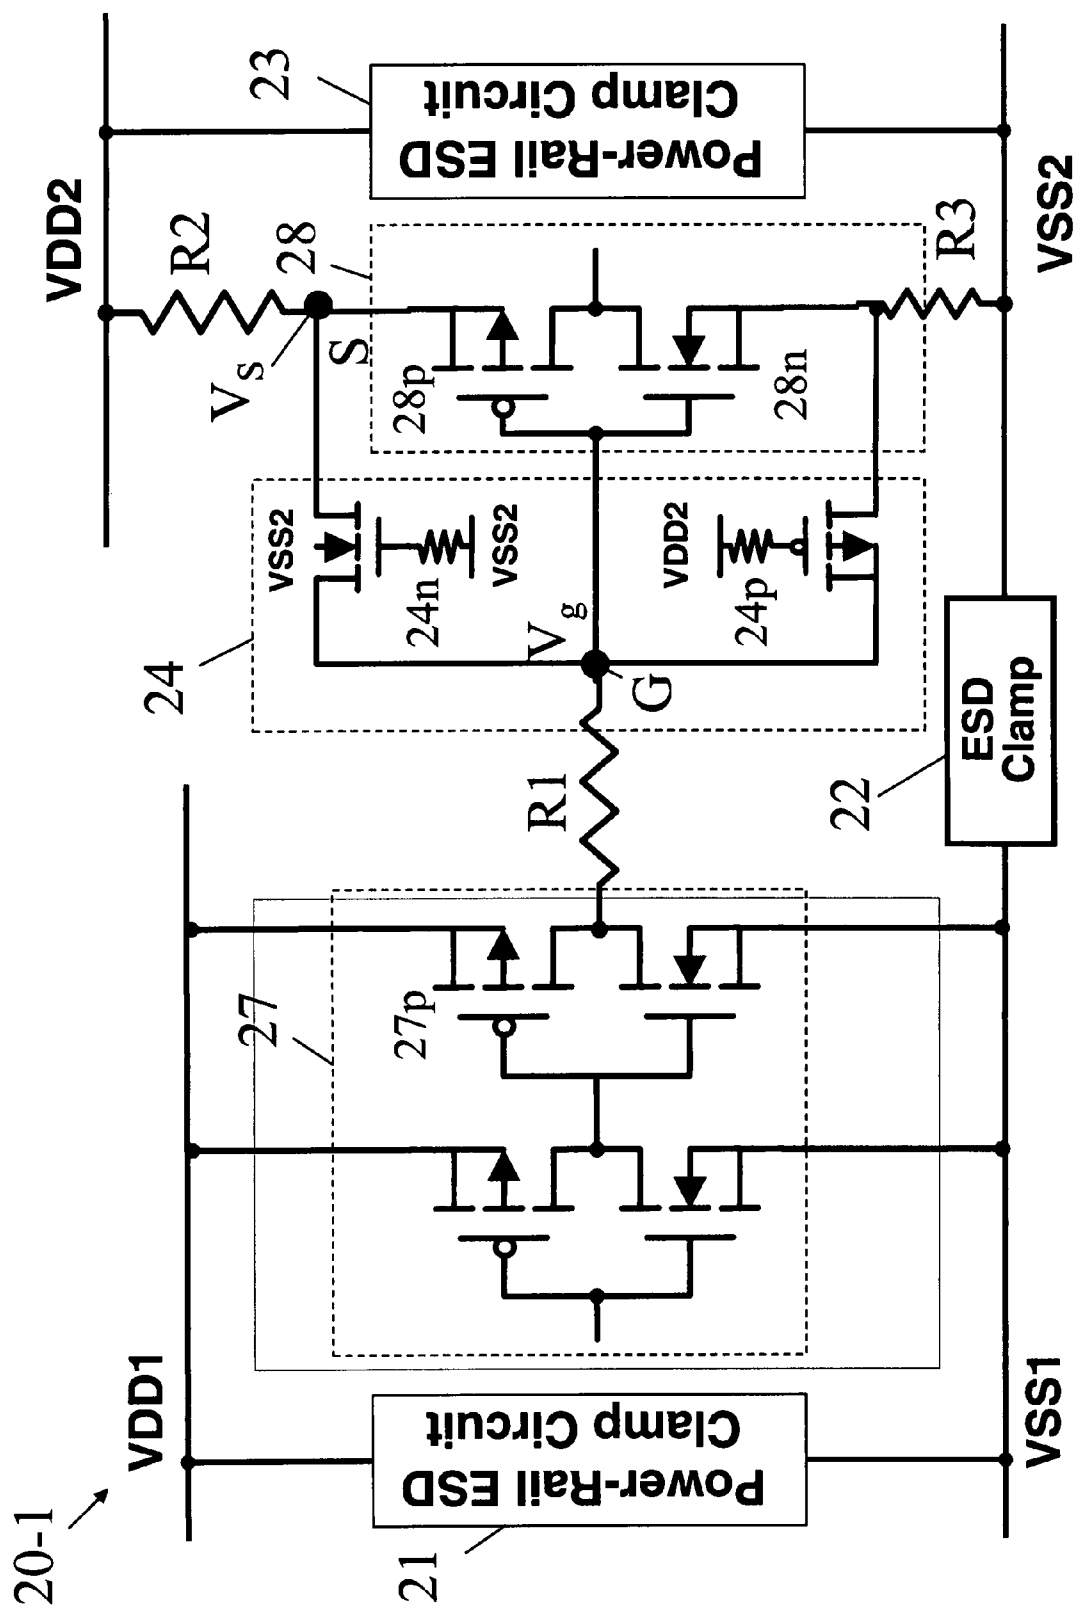 20-1
VDD1
VDD2
R2
23
Power-Rail ESD
Clamp Circuit
28
Vs
S
24
VSS2
24n
VSS2
28p
27
27p
R1
Vg
G
VDD2
24p
28n
R3
21
Power-Rail ESD
Clamp Circuit
22
ESD
Clamp
VSS1
VSS2